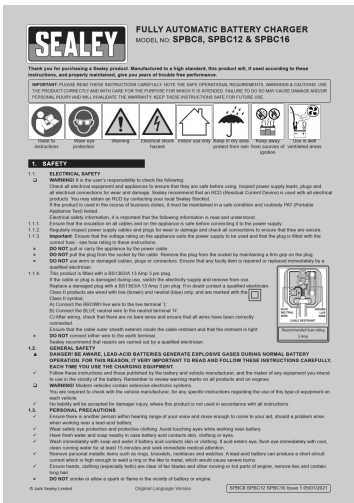 SEALEY
FULLY AUTOMATIC BATTERY CHARGER
MODEL NO: SPBC8, SPBC12 & SPBC16
Thank you for purchasing a Sealey product. Manufactured to a high standard, this product will, if used according to these
instructions, and properly maintained, give you years of trouble free performance.
IMPORTANT: PLEASE READ THESE INSTRUCTIONS CAREFULLY. NOTE THE SAFE OPERATIONAL REQUIREMENTS, WARNINGS & CAUTIONS. USE
THE PRODUCT CORRECTLY AND WITH CARE FOR THE PURPOSE FOR WHICH IT IS INTENDED. FAILURE TO DO SO MAY CAUSE DAMAGE AND/OR
PERSONAL INJURY AND WILL INVALIDATE THE WARRANTY. KEEP THESE INSTRUCTIONS SAFE FOR FUTURE USE.
Refer to instructions
Wear eye protection
Warning
Electrical shock hazard
Indoor use only
Keep in dry area protect from rain
Keep away from sources of ignition
Use in well ventilated areas
1. SAFETY
1.1. ELECTRICAL SAFETY
WARNING! It is the user's responsibility to check the following:
Check all electrical equipment and appliances to ensure that they are safe before using. Inspect power supply leads, plugs and
all electrical connections for wear and damage. Sealey recommend that an RCD (Residual Current Device) is used with all electrical
products. You may obtain an RCD by contacting your local Sealey Stockist.
If the product is used in the course of business duties, it must be maintained in a safe condition and routinely PAT (Portable
Appliance Test) tested.
Electrical safety information, it is important that the following information is read and understood.
1.1.1. Ensure that the insulation on all cables and on the appliance is safe before connecting it to the power supply.
1.1.2. Regularly inspect power supply cables and plugs for wear or damage and check all connections to ensure that they are secure.
1.1.3. Important: Ensure that the voltage rating on the appliance suits the power supply to be used and that the plug is fitted with the
correct fuse - see fuse rating in these instructions.
DO NOT pull or carry the appliance by the power cable.
DO NOT pull the plug from the socket by the cable. Remove the plug from the socket by maintaining a firm grip on the plug.
DO NOT use worn or damaged cables, plugs or connectors. Ensure that any faulty item is repaired or replaced immediately by a
qualified electrician.
1.1.4. This product is fitted with a BS1363/A 13 Amp 3 pin plug.
If the cable or plug is damaged during use, switch the electricity supply and remove from use.
Replace a damaged plug with a BS1363/A 13 Amp 3 pin plug. If in doubt contact a qualified electrician.
Class II products are wired with live (brown) and neutral (blue) only, and are marked with the
Class II symbol;
A) Connect the BROWN live wire to the live terminal 'L'.
B) Connect the BLUE neutral wire to the neutral terminal 'N'.
C) After wiring, check that there are no bare wires and ensure that all wires have been correctly
connected.
Ensure that the cable outer sheath extends inside the cable restraint and that the restraint is tight.
DO NOT connect either wire to the earth terminal.
Sealey recommend that repairs are carried out by a qualified electrician.
BLUE NEUTRAL WIRE
LIVE
CABLE RESTRAINT
Recommended fuse rating
1.2. GENERAL SAFETY
DANGER! BE AWARE, LEAD-ACID BATTERIES GENERATE EXPLOSIVE GASES DURING NORMAL BATTERY
OPERATION. FOR THIS REASON, IT VERY IMPORTANT TO READ AND FOLLOW THESE INSTRUCTIONS CAREFULLY,
EACH TIME YOU USE THE CHARGING EQUIPMENT.
Follow these instructions and those published by the battery and vehicle manufacturer, and the maker of any equipment you intend
to use in the vicinity of the battery. Remember to review warning marks on all products and on engines.
WARNING! Modern vehicles contain extensive electronic systems.
You are required to check with the vehicle manufacturer, for any specific instructions regarding the use of this type of equipment on
each vehicle.
No liability will be accepted for damage injury, where this product is not used in accordance with all instructions.
1.3. PERSONAL PRECAUTIONS
Ensure there is another person within hearing range of your voice and close enough to come to your aid, should a problem arise
when working near a lead-acid battery.
Wear safety eye protection and protective clothing. Avoid touching eyes while working near battery.
Have fresh water and soap nearby in case battery acid contacts skin, clothing or eyes.
Wash immediately with soap and water if battery acid contacts skin or clothing. If acid enters eye, flush eye immediately with cool,
clean running water for at least 15 minutes and seek immediate medical attention.
Remove personal metallic items such as rings, bracelets, necklaces and watches. A lead-acid battery can produce a short-circuit
current which is high enough to weld a ring or the like to metal, which would cause severe burns.
Ensure hands, clothing (especially belts) are clear of fan blades and other moving or hot parts of engine, remove ties and contain
long hair.
DO NOT smoke or allow a spark or flame in the vicinity of battery or engine.
© Jack Sealey Limited
Original Language Version
SPBC8 SPBC12 SPBC16 Issue 1 05/01/2021